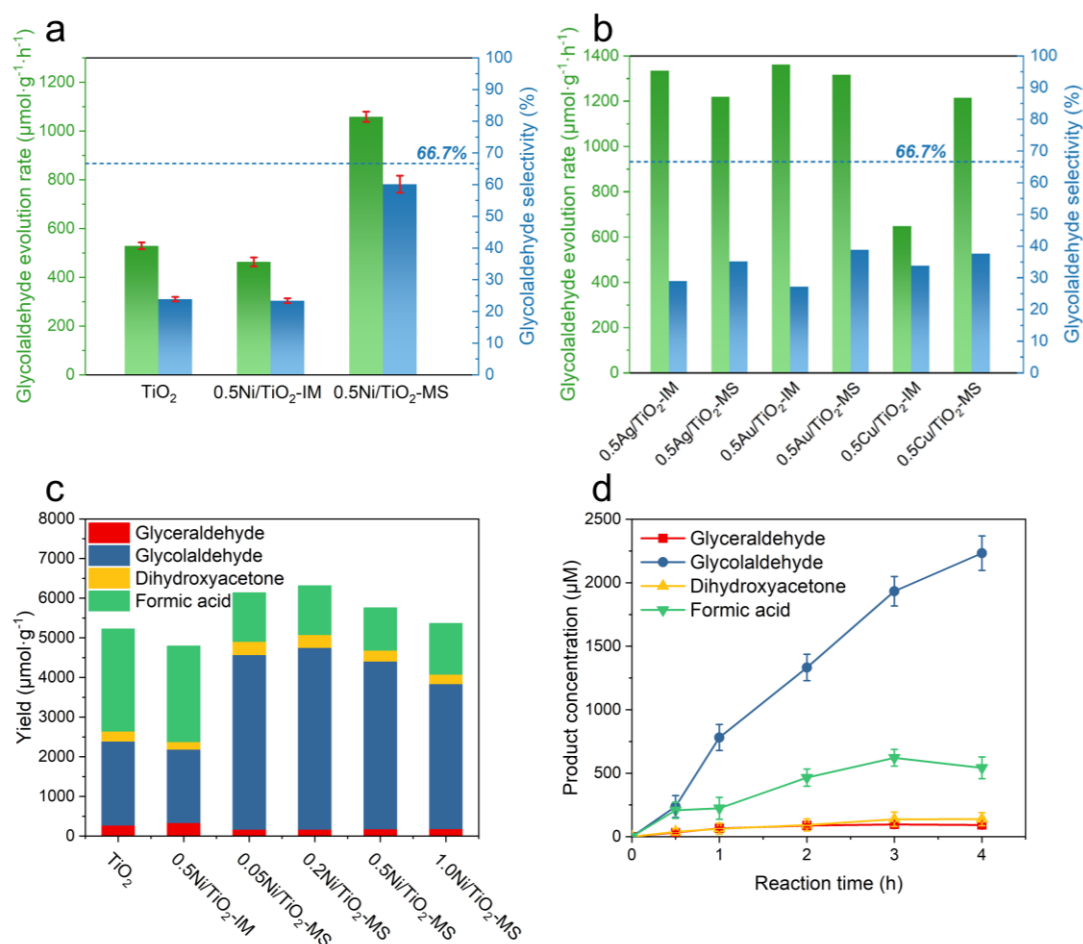 a
Glycolaldehyde evolution rate (µmol·g⁻¹·h⁻¹)
1200
1000
800
600
400
200
0
66.7%
100
90
80
70
60
50
40
30
20
10
0
Glycolaldehyde selectivity (%)
TiO₂
0.5Ni/TiO₂-IM
0.5Ni/TiO₂-MS
b
Glycolaldehyde evolution rate (µmol·g⁻¹·h⁻¹)
1400
1200
1000
800
600
400
200
0
66.7%
100
90
80
70
60
50
40
30
20
10
0
Glycolaldehyde selectivity (%)
0.5Ag/TiO₂-IM
0.5Ag/TiO₂-MS
0.5Au/TiO₂-IM
0.5Au/TiO₂-MS
0.5Cu/TiO₂-IM
0.5Cu/TiO₂-MS
c
Yield (µmol·g⁻¹)
8000
7000
6000
5000
4000
3000
2000
1000
0
Glyceraldehyde
Glycolaldehyde
Dihydroxyacetone
Formic acid
TiO₂
0.5Ni/TiO₂-IM
0.05Ni/TiO₂-MS
0.2Ni/TiO₂-MS
0.5Ni/TiO₂-MS
1.0Ni/TiO₂-MS
d
Product concentration (µM)
2500
2000
1500
1000
500
0
Glyceraldehyde
Glycolaldehyde
Dihydroxyacetone
Formic acid
0
1
2
3
4
Reaction time (h)